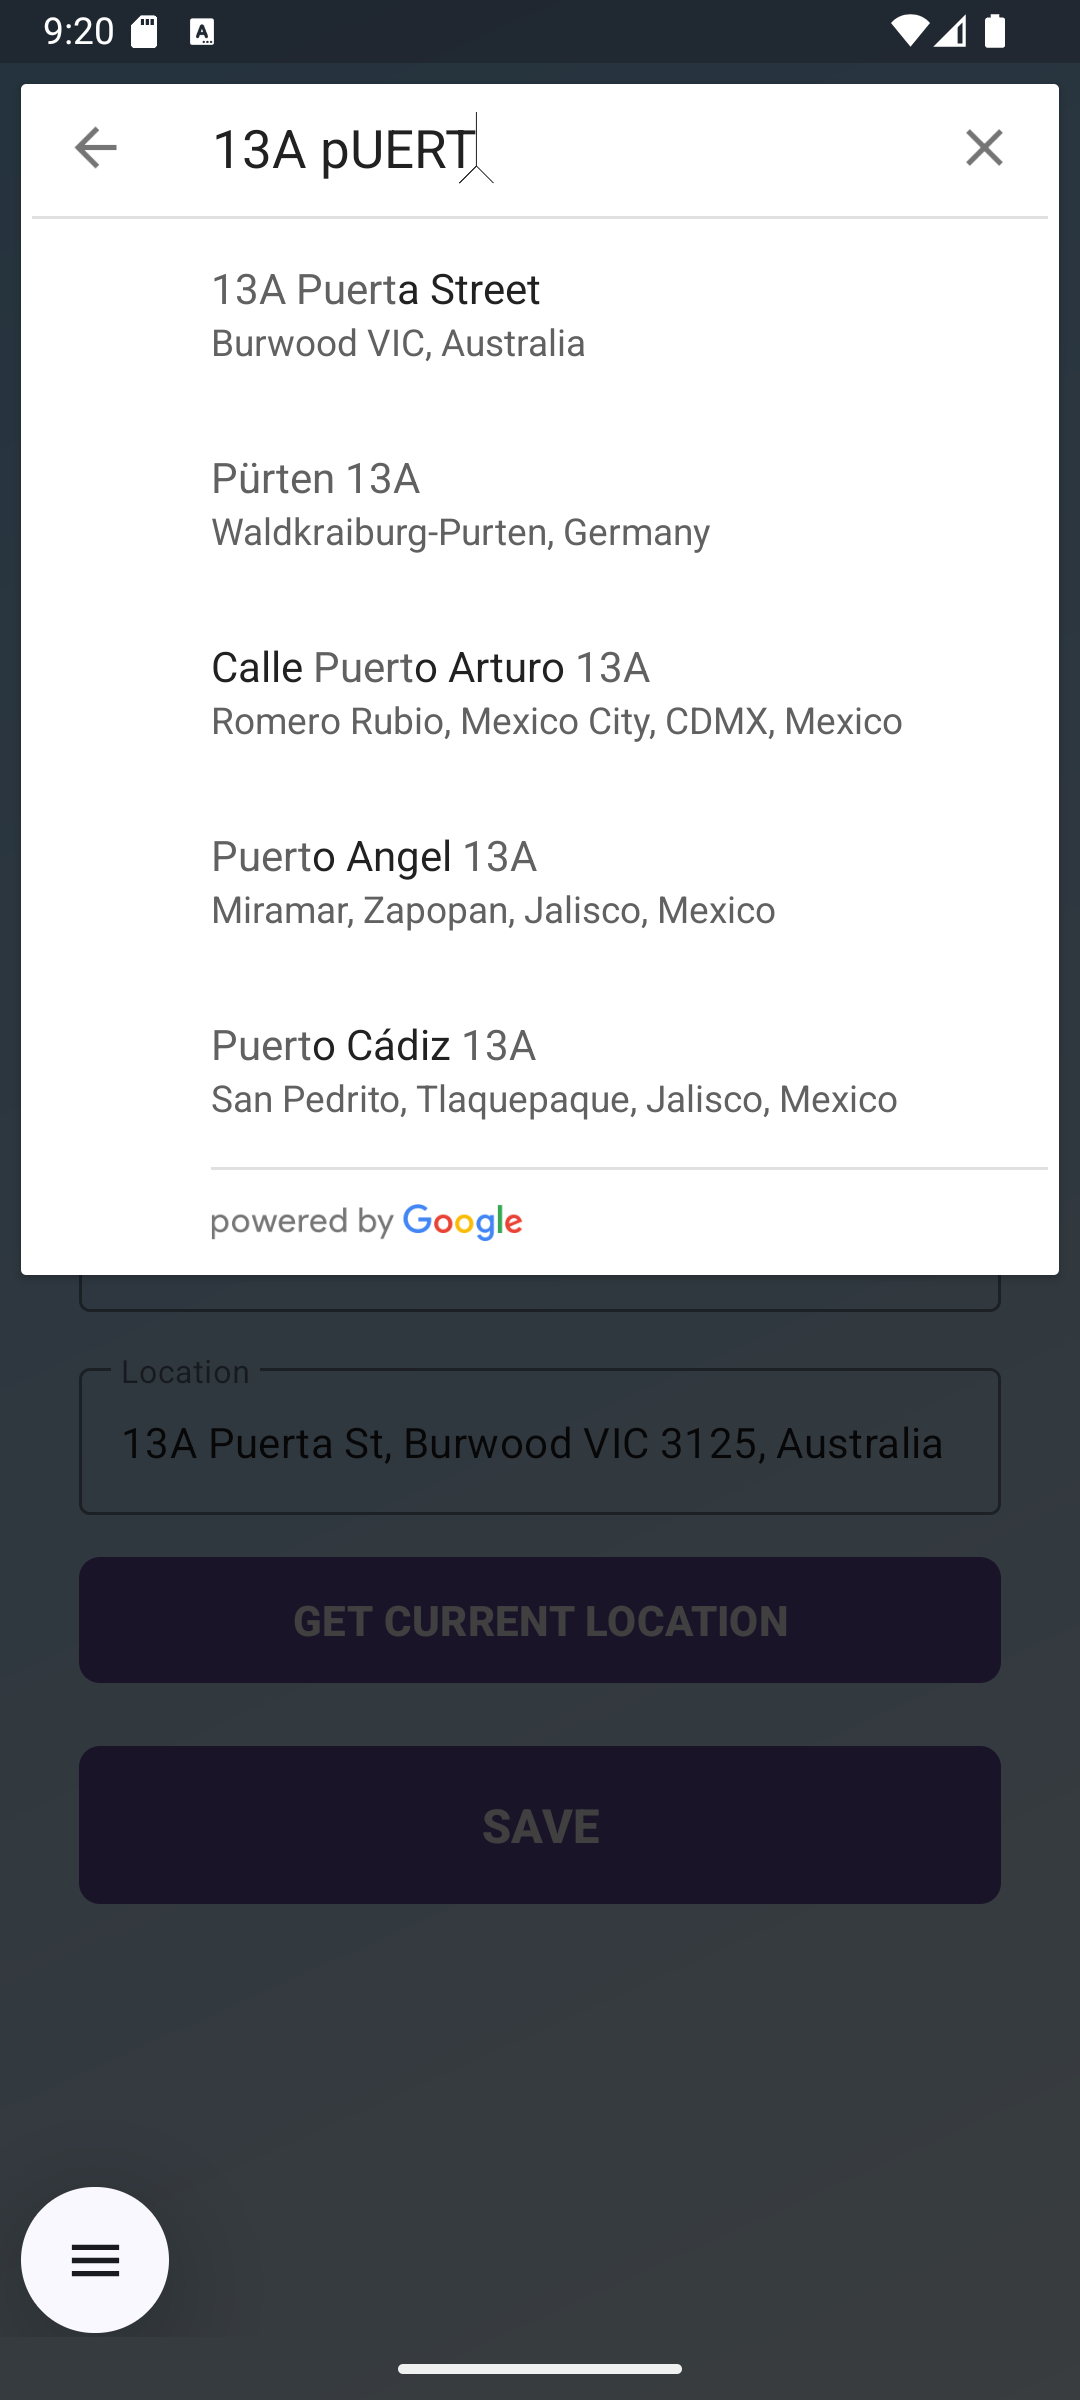 9:20
13A pUERT
13A Puerta Street
Burwood VIC, Australia
Pürten 13A
Waldkraiburg-Purten, Germany
Calle Puerto Arturo 13A
Romero Rubio, Mexico City, CDMX, Mexico
Puerto Angel 13A
Miramar, Zapopan, Jalisco, Mexico
Puerto Cádiz 13A
San Pedrito, Tlaquepaque, Jalisco, Mexico
powered by Google
Location
13A Puerta St, Burwood VIC 3125, Australia
GET CURRENT LOCATION
SAVE